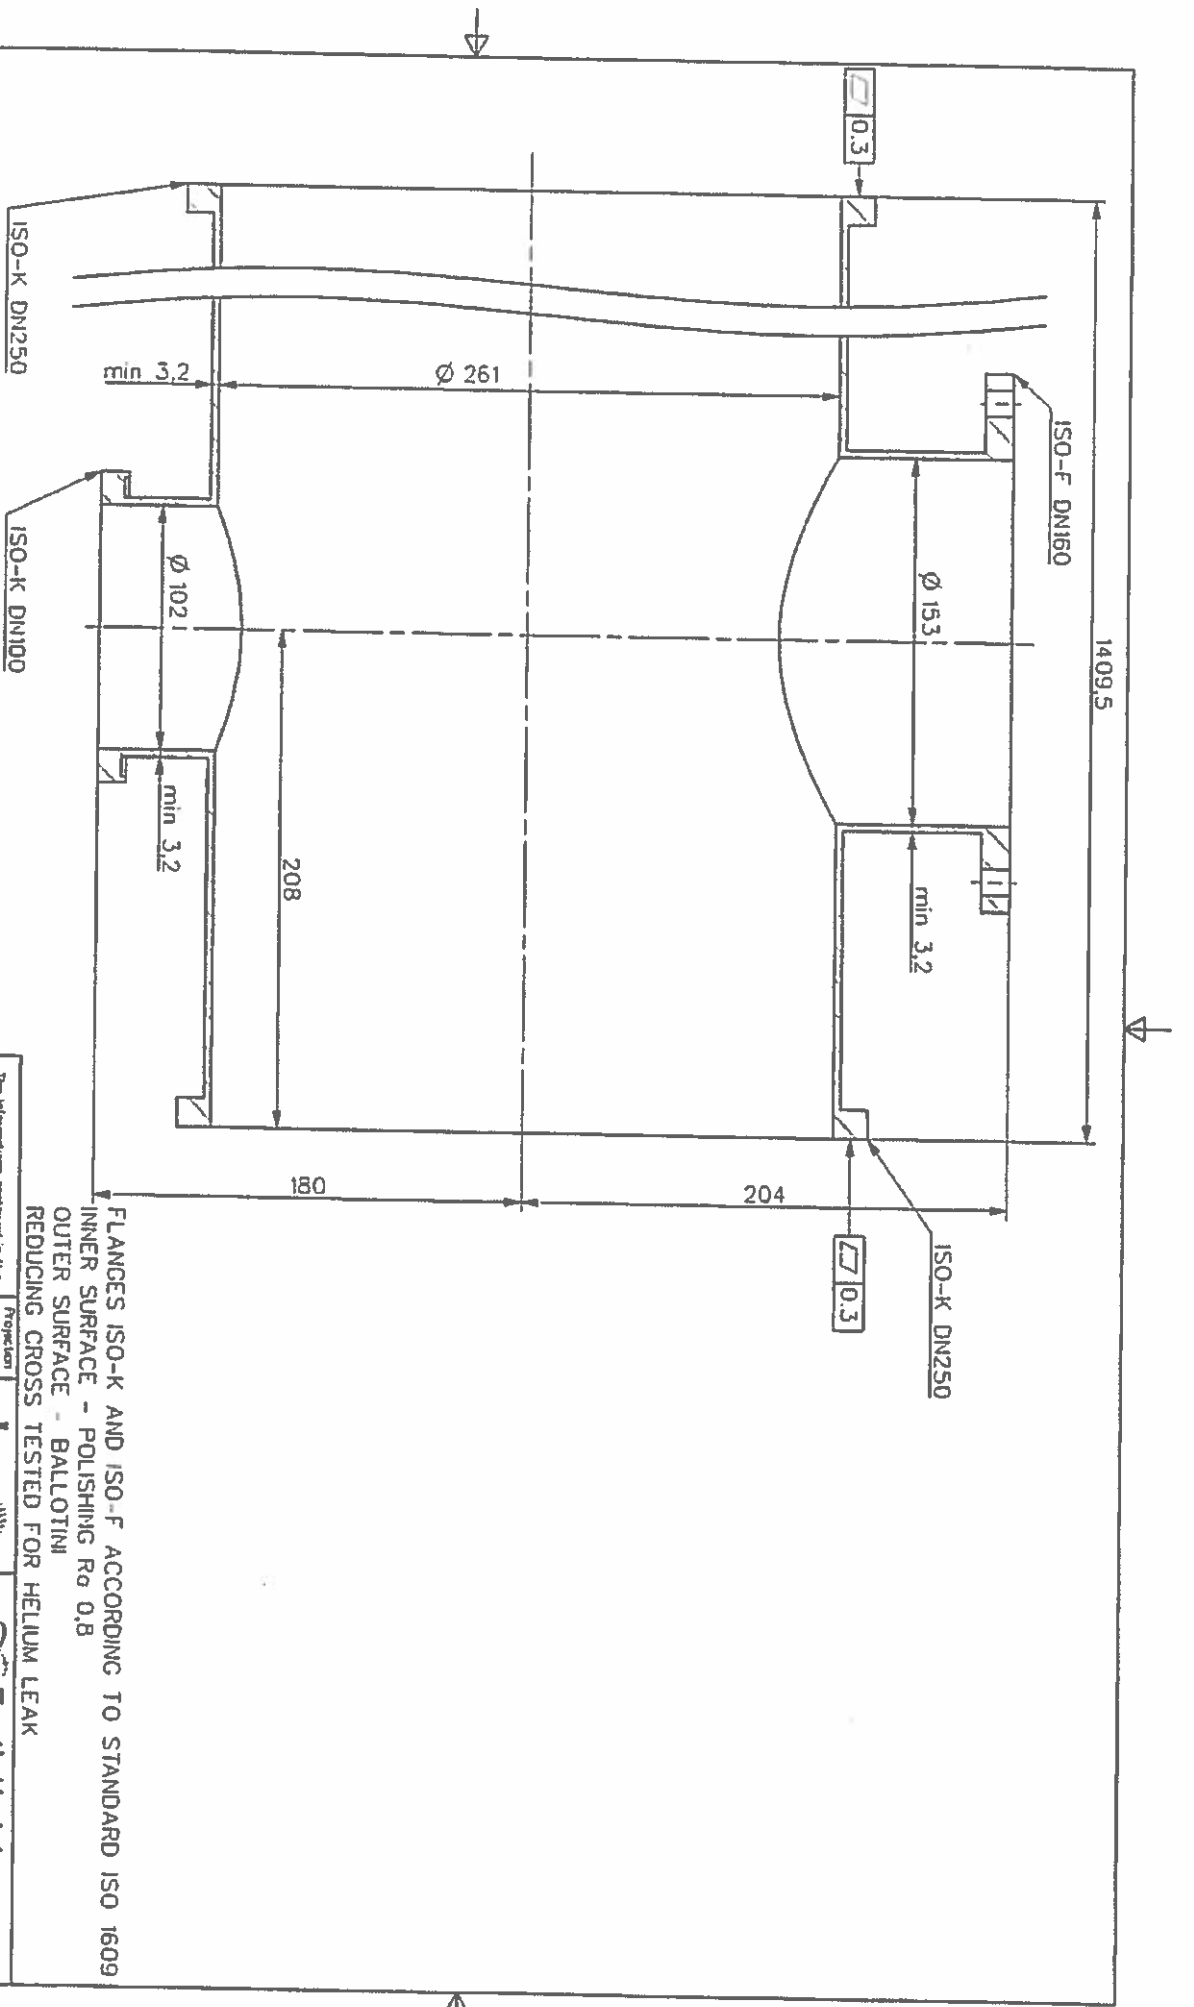 1409,5
0.3
ISO-F DN160
Ø 153
min 3,2
ISO-K DN250
0.3
204
Ø 261
min 3,2
208
180
Ø 102
min 3,2
ISO-K DN250
ISO-K DN100
FLANGES ISO-K AND ISO-F ACCORDING TO STANDARD ISO 1609
INNER SURFACE - POLISHING Ra 0,8
OUTER SURFACE - BALLOTINI
REDUCING CROSS TESTED FOR HELIUM LEAK
Projection